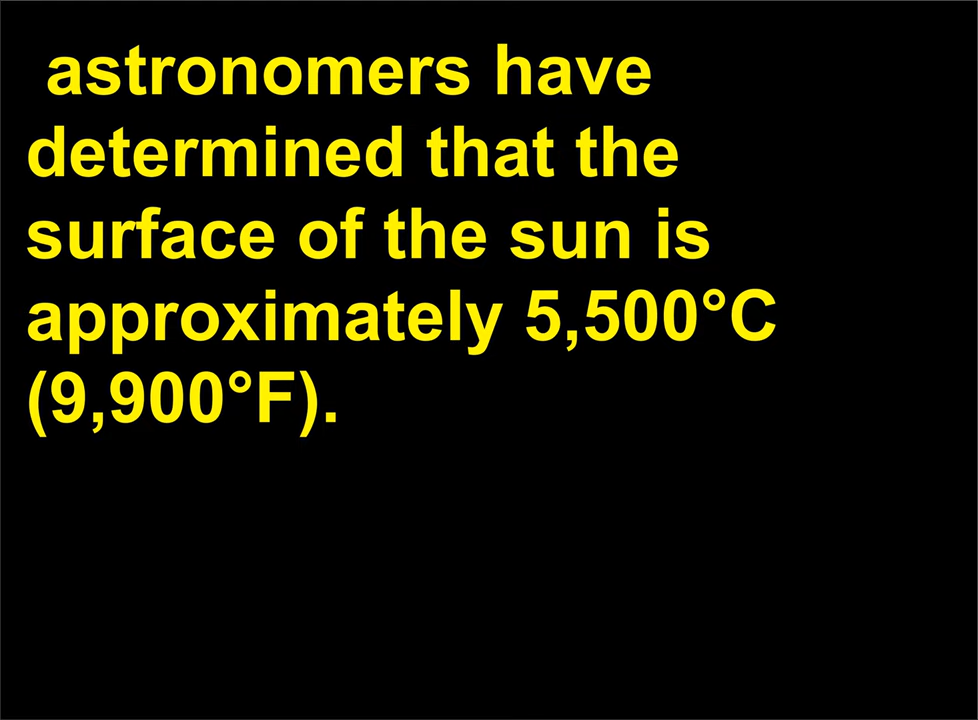 astronomers have
determined that the
surface of the sun is
approximately 5,500°C
(9,900°F).